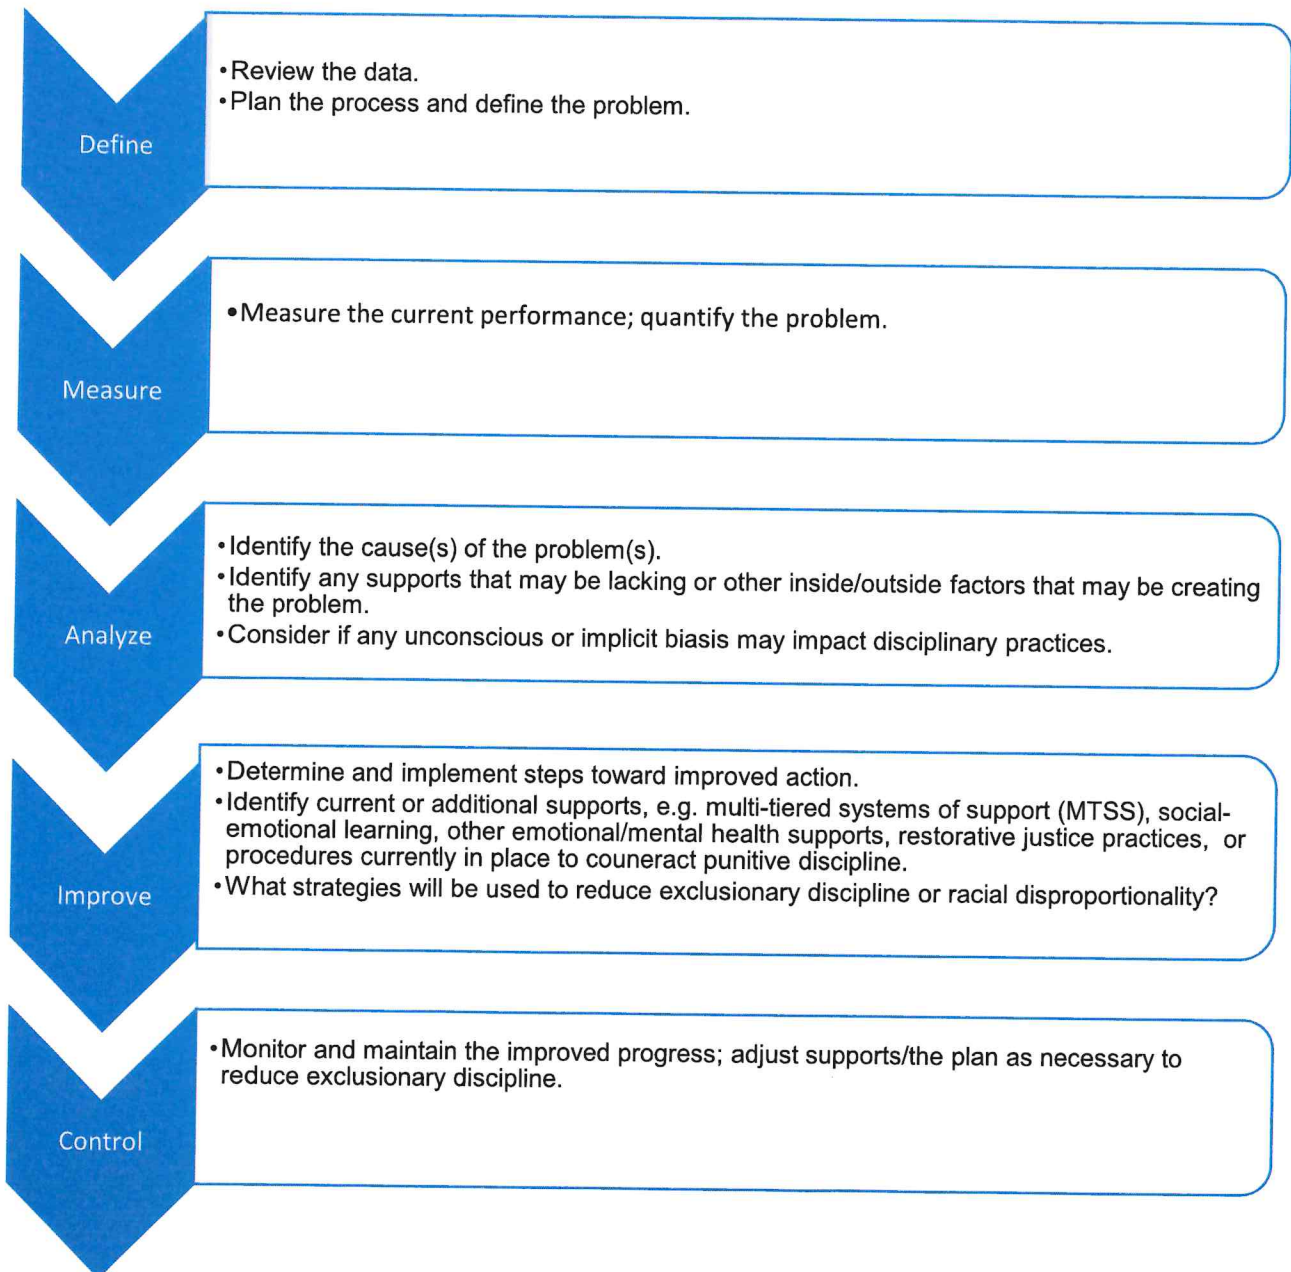 Define
•Review the data.
•Plan the process and define the problem.
Measure
•Measure the current performance; quantify the problem.
Analyze
•Identify the cause(s) of the problem(s).
•Identify any supports that may be lacking or other inside/outside factors that may be creating
the problem.
•Consider if any unconscious or implicit biasis may impact disciplinary practices.
Improve
•Determine and implement steps toward improved action.
•Identify current or additional supports, e.g. multi-tiered systems of support (MTSS), social-
emotional learning, other emotional/mental health supports, restorative justice practices, or
procedures currently in place to couneract punitive discipline.
•What strategies will be used to reduce exclusionary discipline or racial disproportionality?
Control
•Monitor and maintain the improved progress; adjust supports/the plan as necessary to
reduce exclusionary discipline.